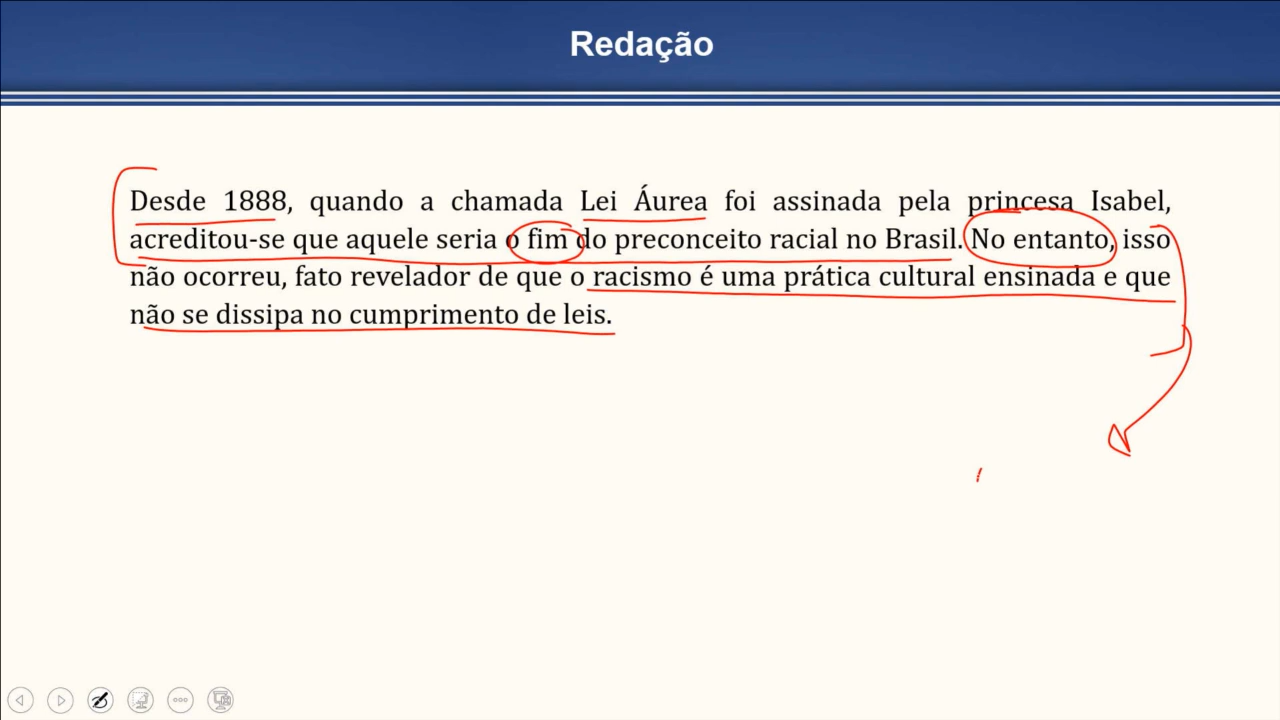 Redação
Desde 1888, quando a chamada Lei Áurea foi assinada pela princesa Isabel,
acreditou-se que aquele seria o fim do preconceito racial no Brasil. No entanto, isso
não ocorreu, fato revelador de que o racismo é uma prática cultural ensinada e que
não se dissipa no cumprimento de leis.